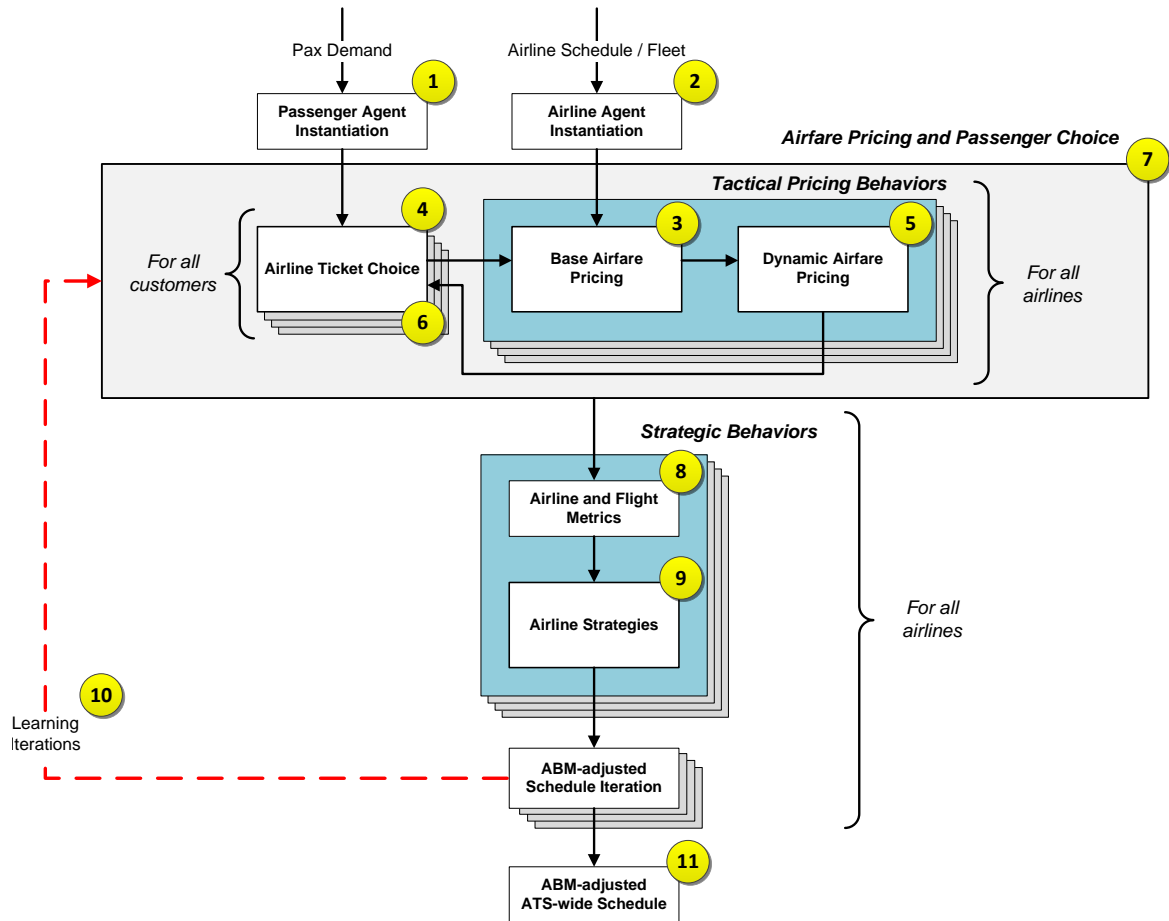 Pax Demand
Airline Schedule / Fleet
1
2
Passenger Agent
Instantiation
Airline Agent
Instantiation
Airfare Pricing and Passenger Choice
7
Tactical Pricing Behaviors
4
3
5
For all
customers
Airline Ticket Choice
Base Airfare
Pricing
Dynamic Airfare
Pricing
For all
airlines
6
Strategic Behaviors
8
Airline and Flight
Metrics
9
Airline Strategies
For all
airlines
10
Learning
Iterations
ABM-adjusted
Schedule Iteration
11
ABM-adjusted
ATS-wide Schedule